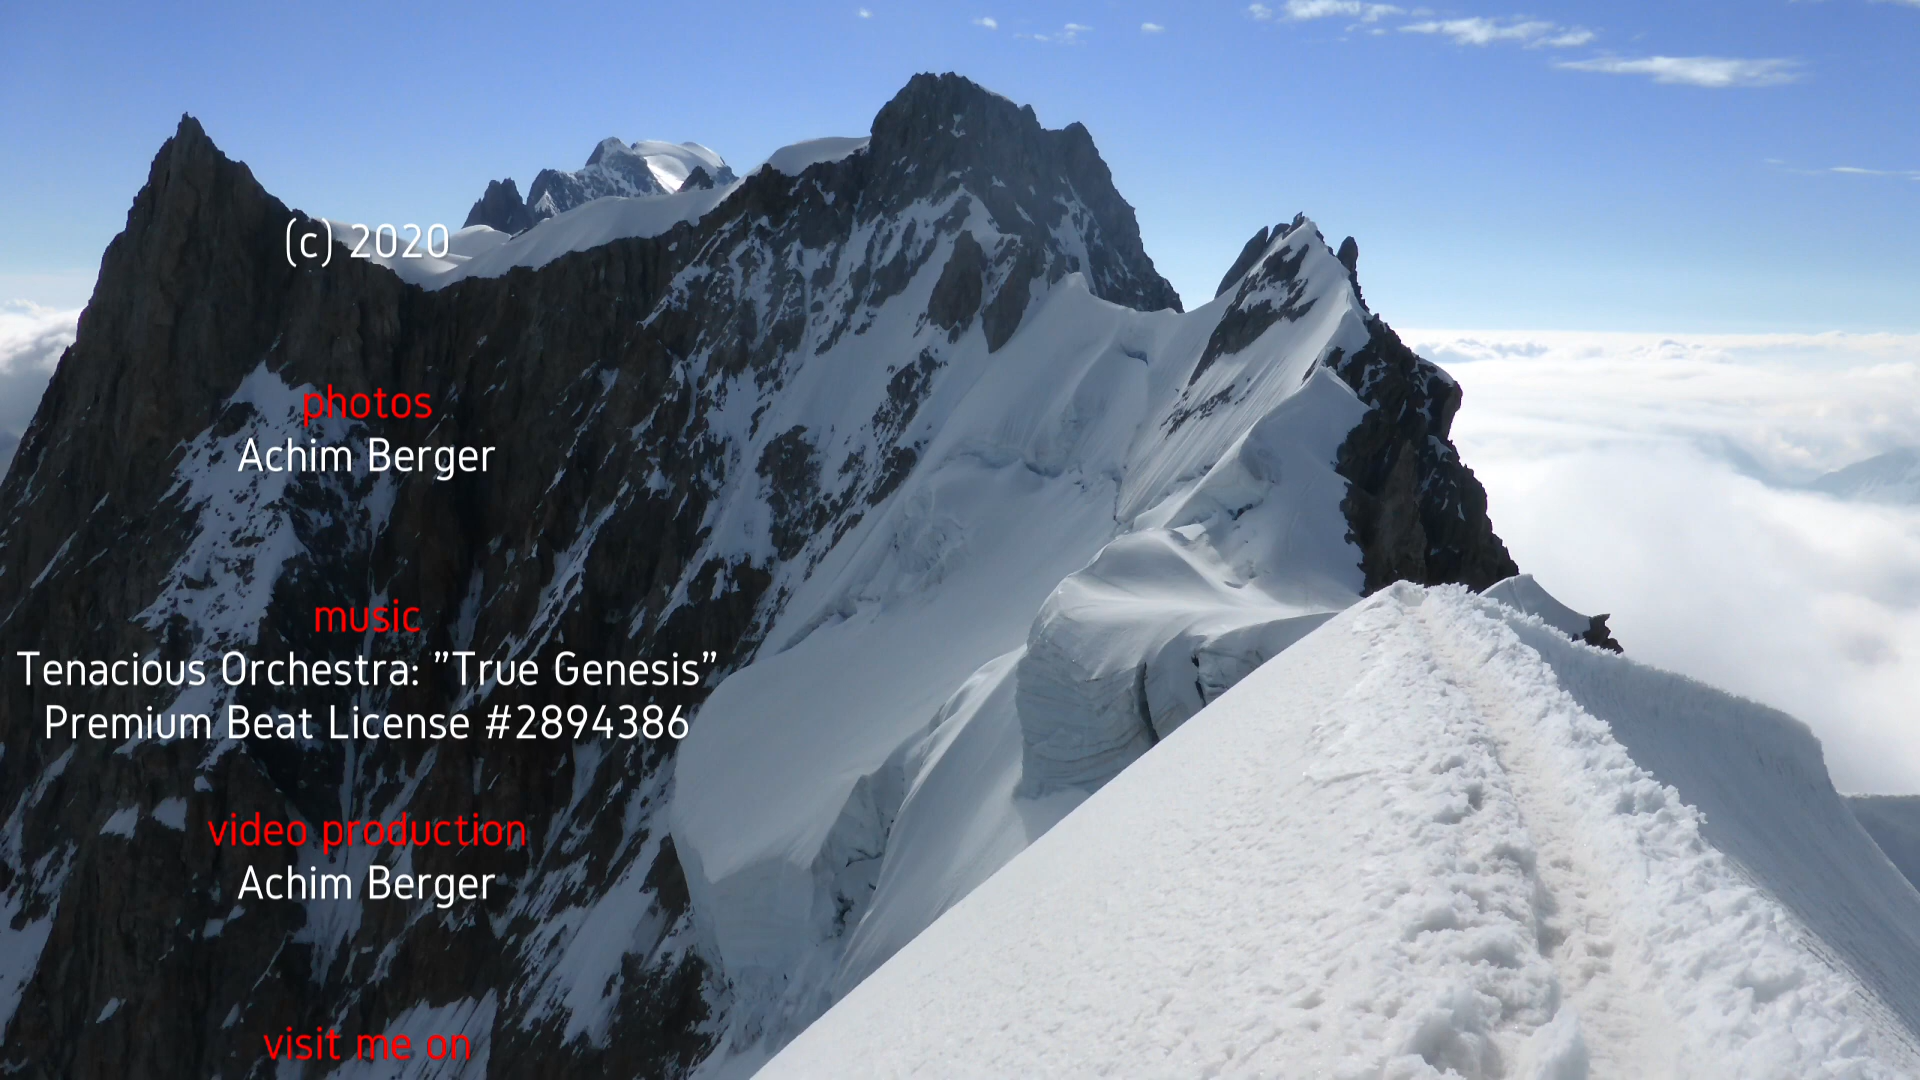 (c) 2020
photos
Achim Berger
music
Tenacious Orchestra: "True Genesis"
Premium Beat License #2894386
video production
Achim Berger
visit me on